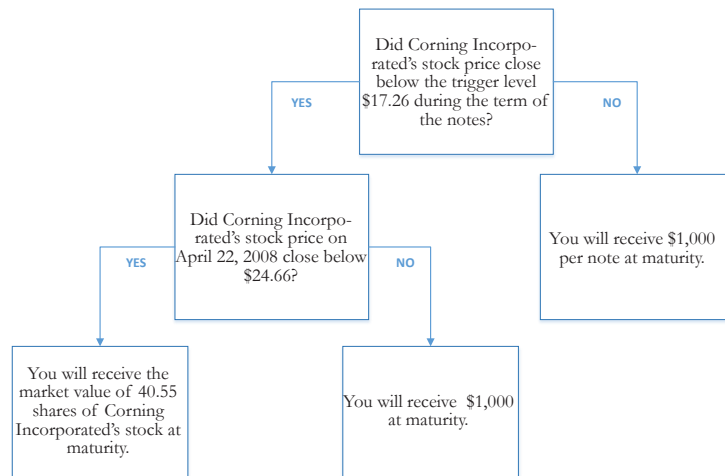 Did Corning Incorpo-
rated's stock price close
below the trigger level
$17.26 during the term of
the notes?
YES
NO
Did Corning Incorpo-
rated's stock price on
April 22, 2008 close below
$24.66?
You will receive $1,000
per note at maturity.
YES
NO
You will receive the
market value of 40.55
shares of Corning
Incorporated's stock at
maturity.
You will receive $1,000
at maturity.